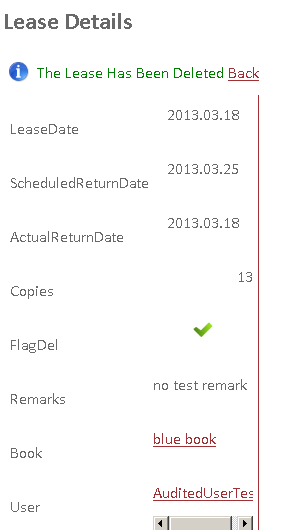 Lease Details
The Lease Has Been Deleted Back
LeaseDate 2013.03.18
ScheduledReturnDate 2013.03.25
ActualReturnDate 2013.03.18
Copies 13
FlagDel
Remarks no test remark
Book blue book
User AuditedUserTes